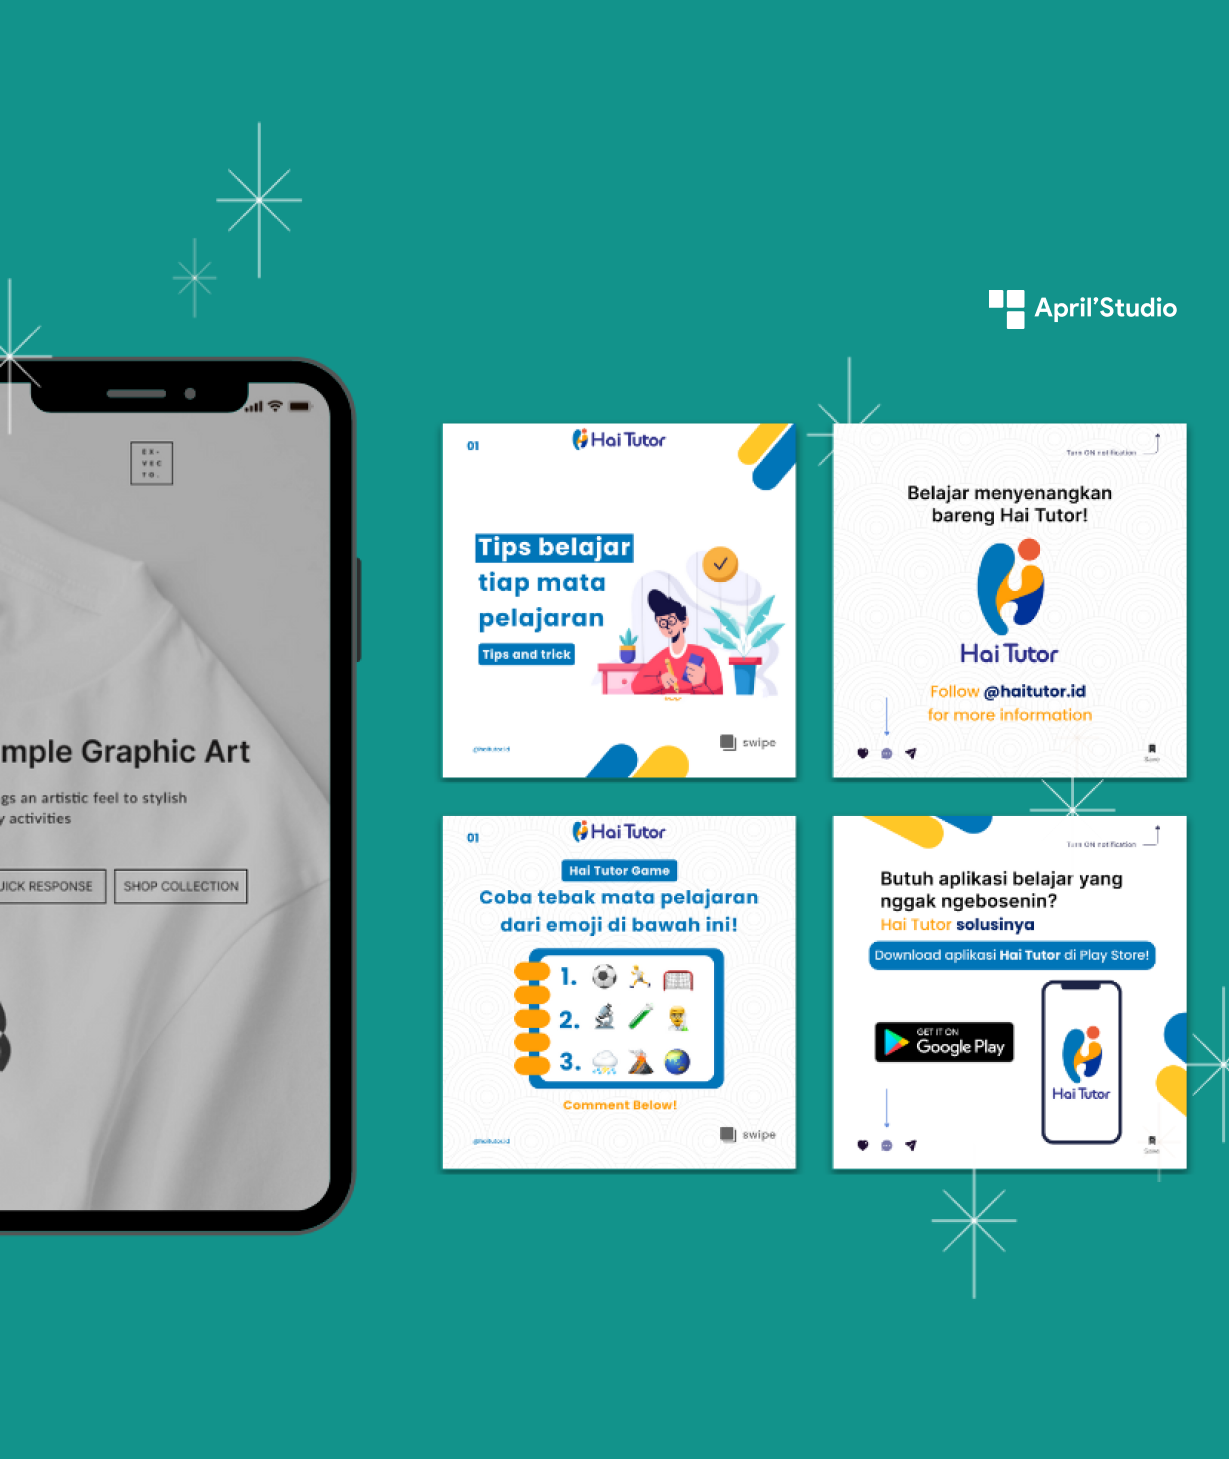 April'Studio
EX-
VEC
TO.
mple Graphic Art
gs an artistic feel to stylish
y activities
UICK RESPONSE
SHOP COLLECTION
01
Hai Tutor
Tips belajar
tiap mata
pelajaran
Tips and trick
@haitutor.id
swipe
Turn ON notification
Belajar menyenangkan
bareng Hai Tutor!
Hai Tutor
Follow @haitutor.id
for more information
Save
01
Hai Tutor
Hai Tutor Game
Coba tebak mata pelajaran
dari emoji di bawah ini!
1.
2.
3.
Comment Below!
@haitutor.id
swipe
Turn ON notification
Butuh aplikasi belajar yang
nggak ngebosenin?
Hai Tutor solusinya
Download aplikasi Hai Tutor di Play Store!
GET IT ON
Google Play
Hai Tutor
Save